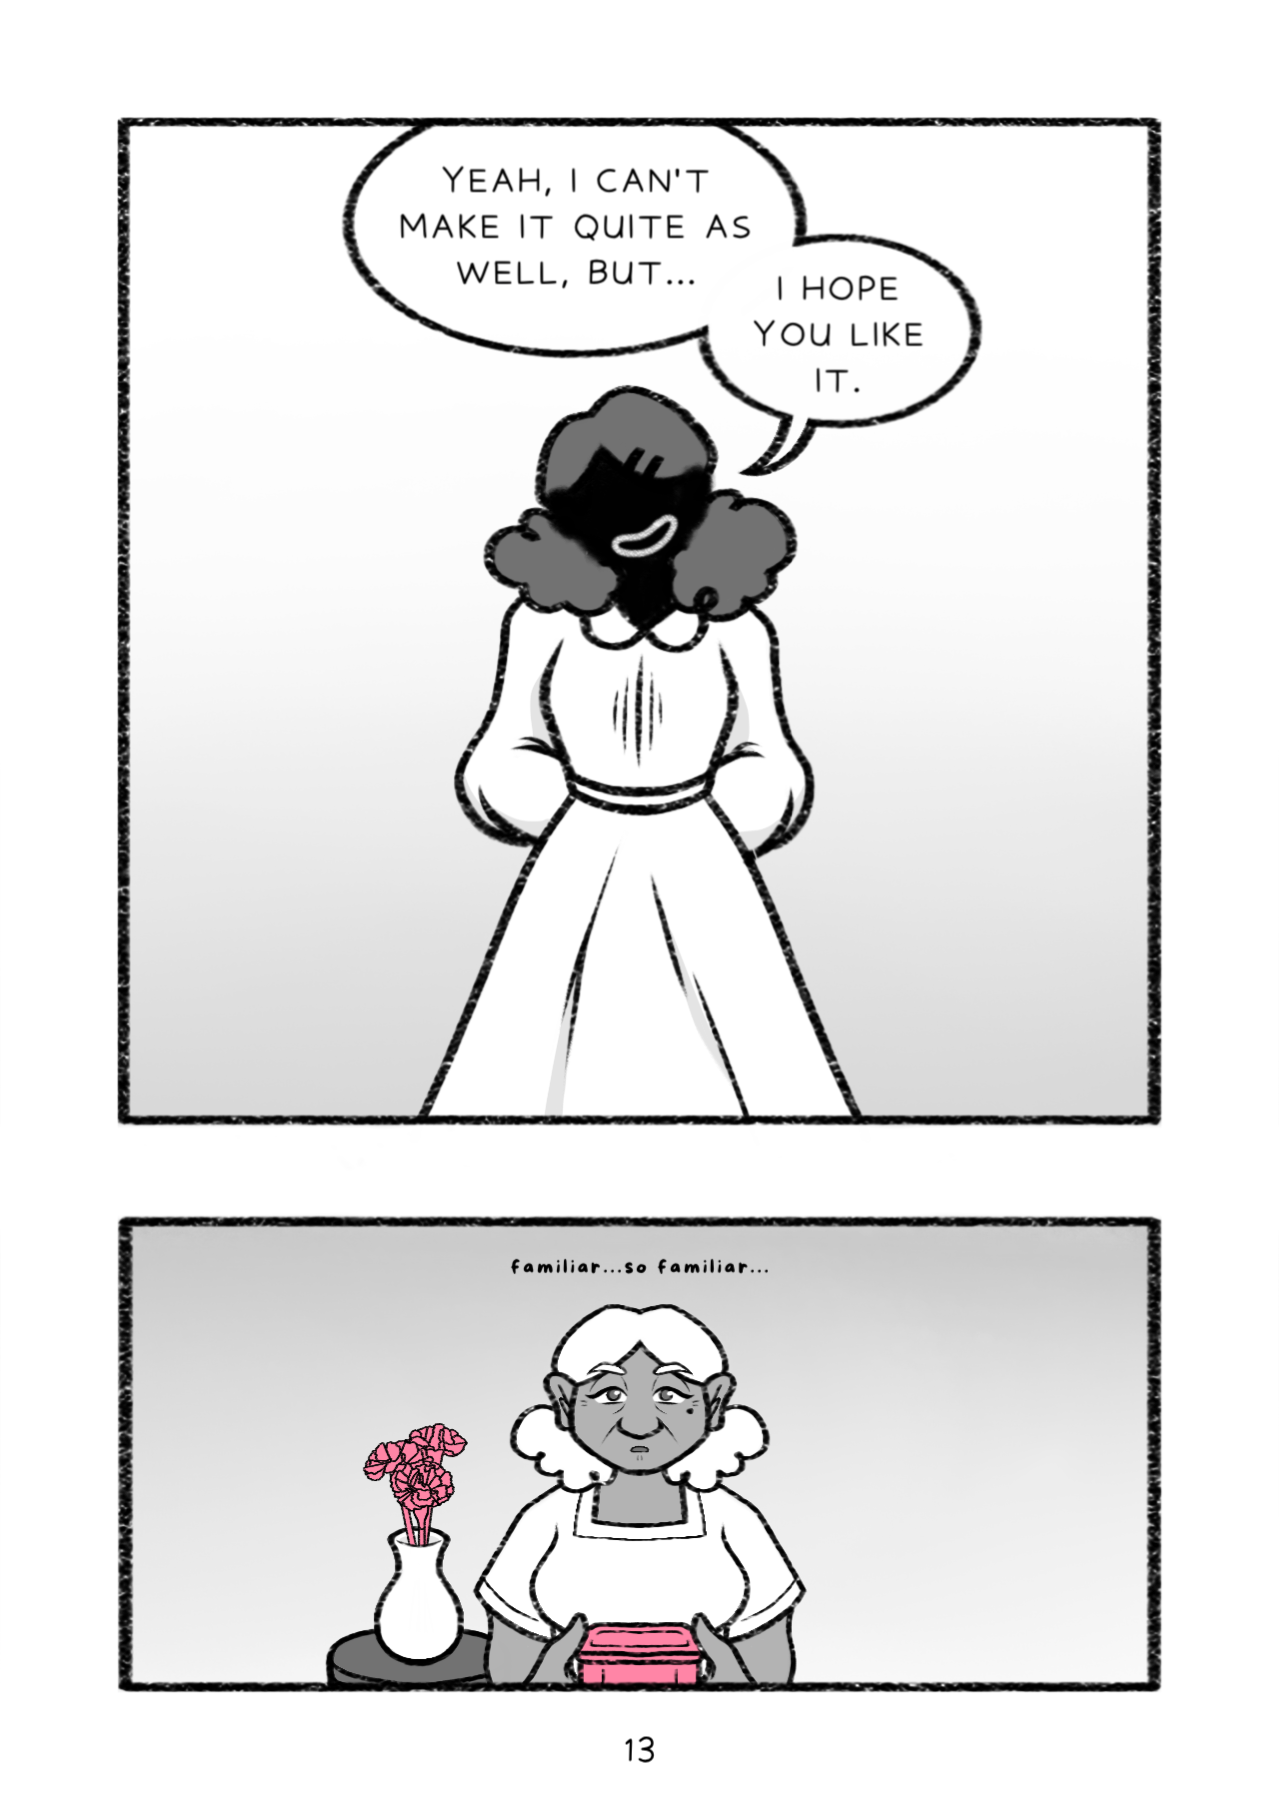 YEAH, I CAN'T
MAKE IT QUITE AS
WELL, BUT...
I HOPE
YOU LIKE
IT.
familiar...so familiar...
13